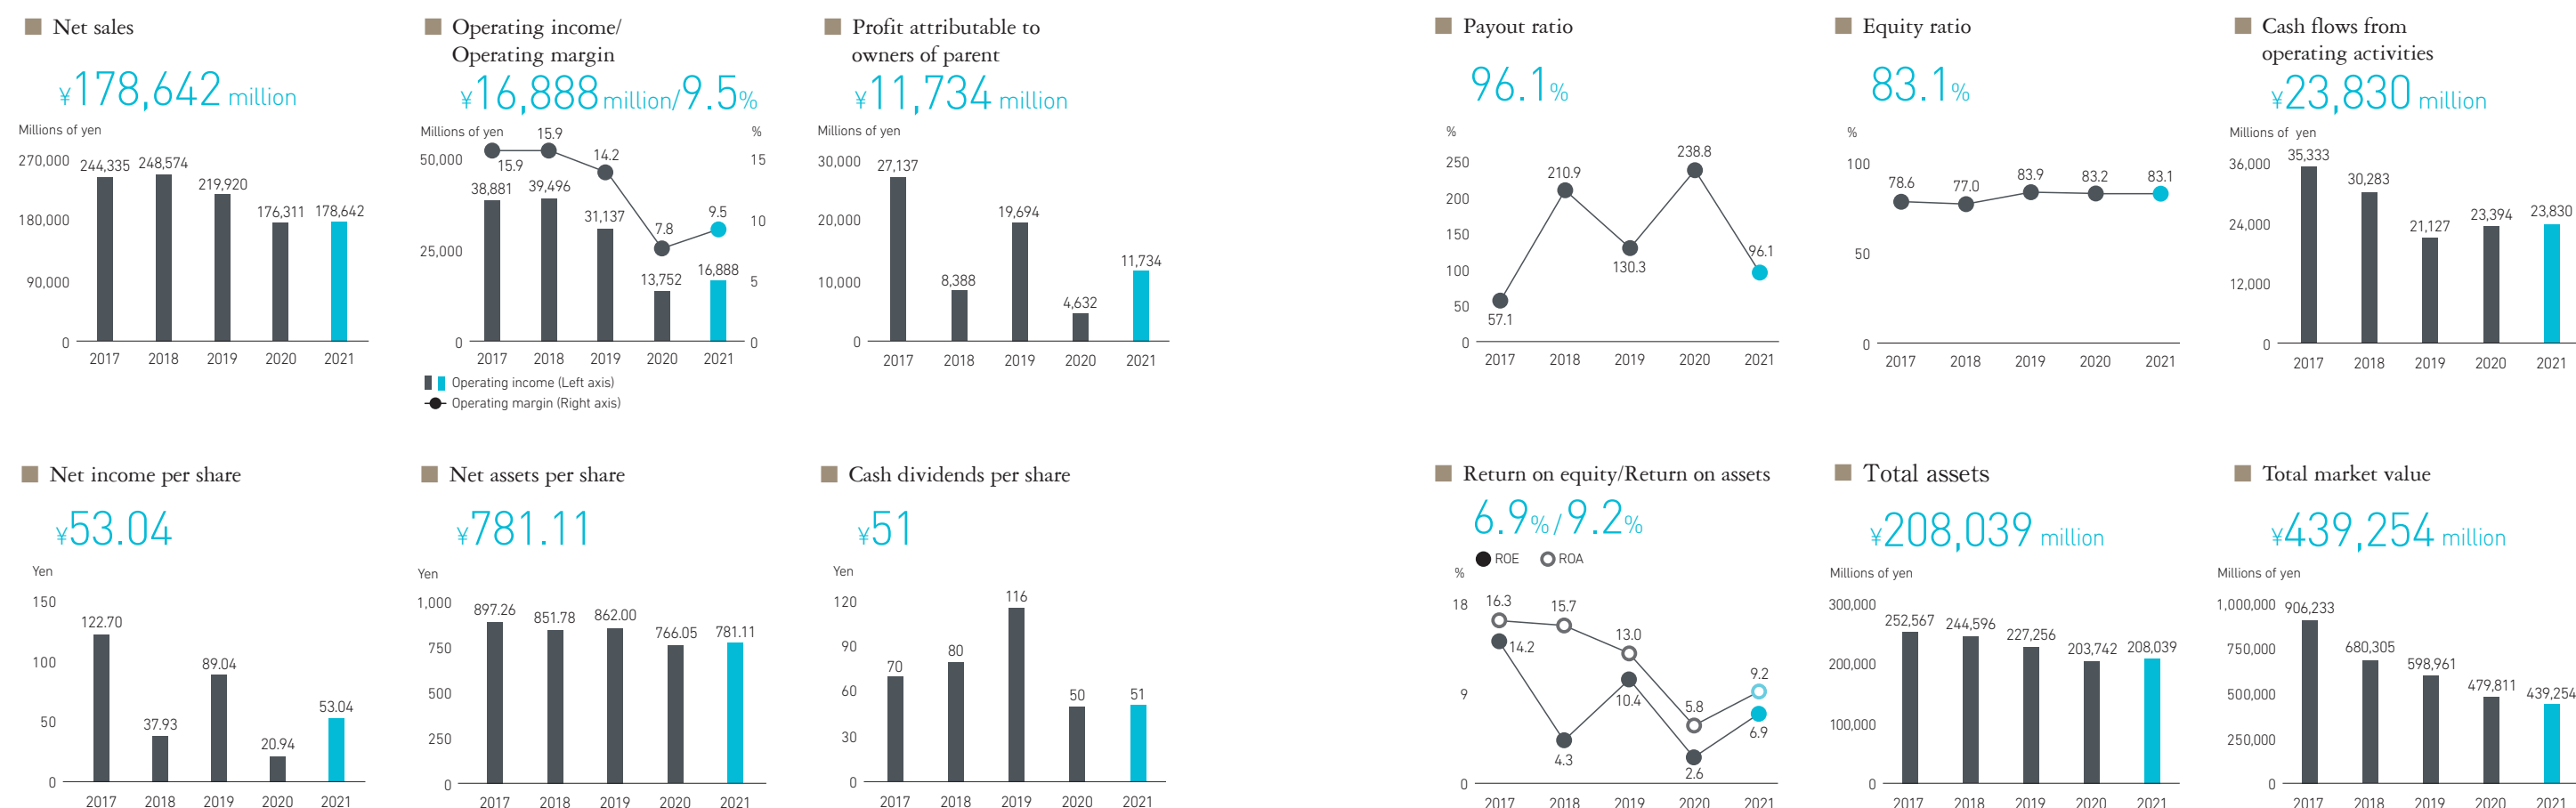 Net sales
¥178,642 million
Millions of yen
270,000
180,000
90,000
0
244,335 248,574 219,920 176,311 178,642
2017 2018 2019 2020 2021
Operating income/
Operating margin
¥16,888 million/9.5%
Millions of yen
%
50,000
25,000
0
15
10
5
0
15.9 15.9 14.2 7.8 9.5
38,881 39,496 31,137 13,752 16,888
2017 2018 2019 2020 2021
Operating income (Left axis)
Operating margin (Right axis)
Profit attributable to
owners of parent
¥11,734 million
Millions of yen
30,000
20,000
10,000
0
27,137 8,388 19,694 4,632 11,734
2017 2018 2019 2020 2021
Payout ratio
96.1%
%
250
200
150
100
50
0
57.1 210.9 130.3 238.8 96.1
2017 2018 2019 2020 2021
Equity ratio
83.1%
%
100
50
0
78.6 77.0 83.9 83.2 83.1
2017 2018 2019 2020 2021
Cash flows from
operating activities
¥23,830 million
Millions of yen
36,000
24,000
12,000
0
35,333 30,283 21,127 23,394 23,830
2017 2018 2019 2020 2021
Net income per share
¥53.04
Yen
150
100
50
0
122.70 37.93 89.04 20.94 53.04
2017 2018 2019 2020 2021
Net assets per share
¥781.11
Yen
1,000
750
500
250
0
897.26 851.78 862.00 766.05 781.11
2017 2018 2019 2020 2021
Cash dividends per share
¥51
Yen
120
90
60
30
0
70 80 116 50 51
2017 2018 2019 2020 2021
Return on equity/Return on assets
6.9%/9.2%
ROE ROA
%
18
9
0
16.3 15.7 13.0 5.8 9.2
14.2 4.3 10.4 2.6 6.9
2017 2018 2019 2020 2021
Total assets
¥208,039 million
Millions of yen
300,000
200,000
100,000
0
252,567 244,596 227,256 203,742 208,039
2017 2018 2019 2020 2021
Total market value
¥439,254 million
Millions of yen
1,000,000
750,000
500,000
250,000
0
906,233 680,305 598,961 479,811 439,254
2017 2018 2019 2020 2021